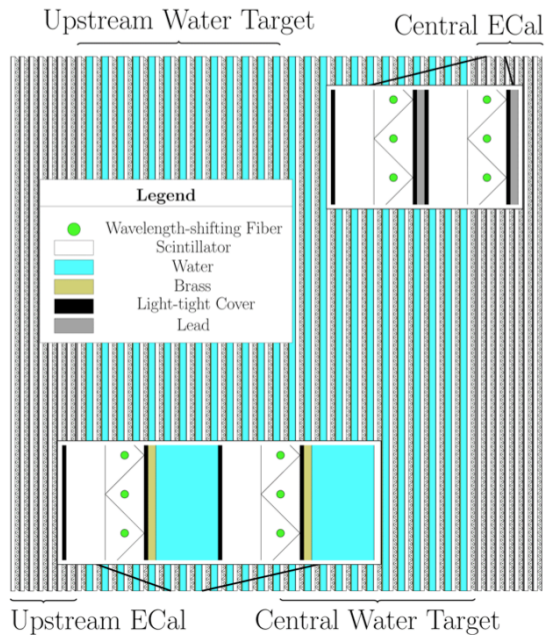 Upstream Water Target
Central ECal
Legend
Wavelength-shifting Fiber
Scintillator
Water
Brass
Light-tight Cover
Lead
Upstream ECal
Central Water Target